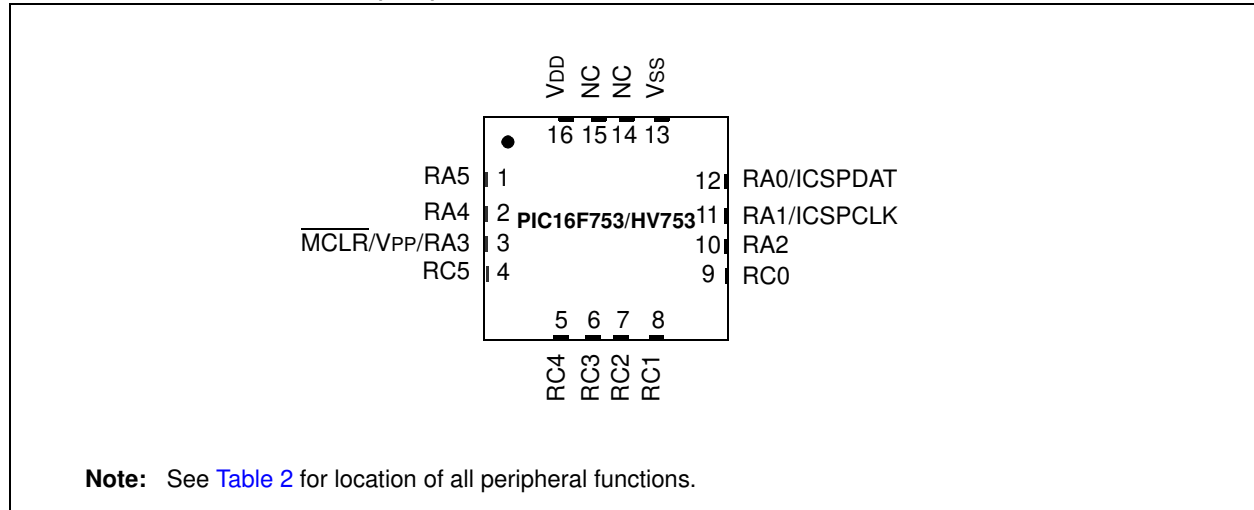 VDD NC NC VSS
16 15 14 13
RA5 1 12 RA0/ICSPDAT
RA4 2 PIC16F753/HV753 11 RA1/ICSPCLK
MCLR/VPP/RA3 3 10 RA2
RC5 4 9 RC0
5 6 7 8
RC4 RC3 RC2 RC1
Note: See Table 2 for location of all peripheral functions.